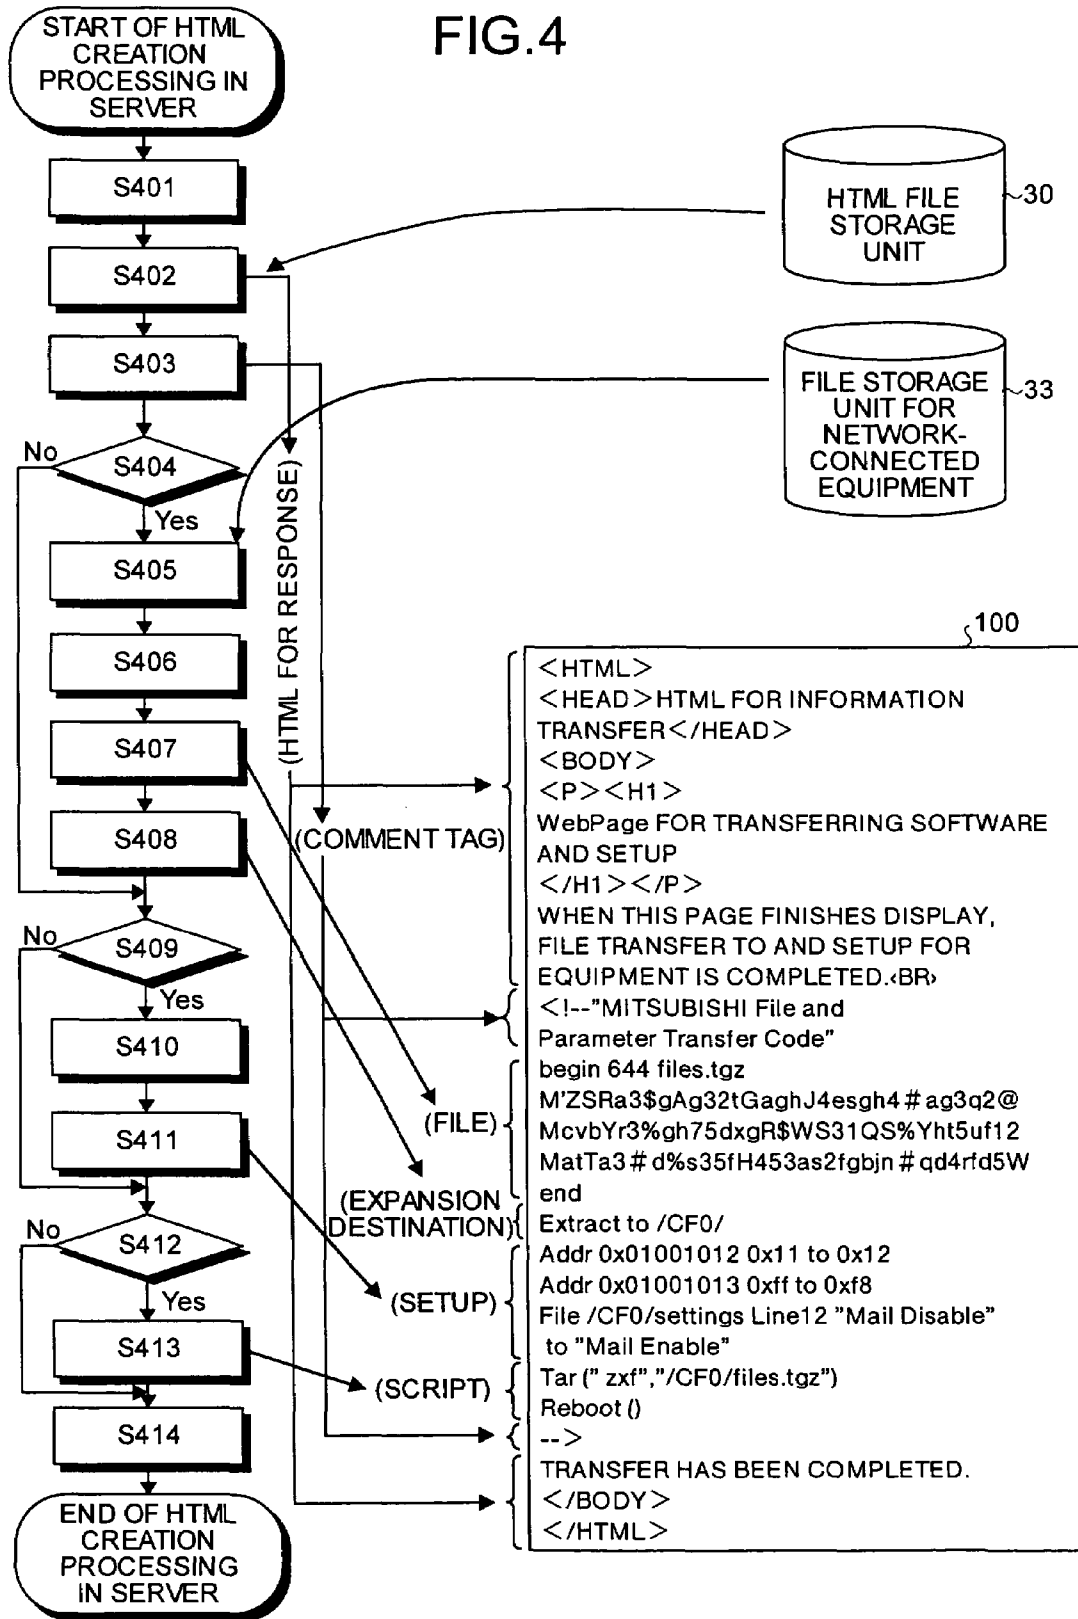 FIG.4
START OF HTML
CREATION
PROCESSING IN
SERVER
S401
S402
S403
No
S404
Yes
S405
S406
S407
S408
No
S409
Yes
S410
S411
No
S412
Yes
S413
S414
END OF HTML
CREATION
PROCESSING
IN SERVER
HTML FILE
STORAGE
UNIT
30
FILE STORAGE
UNIT FOR
NETWORK-
CONNECTED
EQUIPMENT
33
(HTML FOR RESPONSE)
(COMMENT TAG)
(FILE)
(EXPANSION
DESTINATION)
(SETUP)
(SCRIPT)
100
<HTML>
<HEAD>HTML FOR INFORMATION
TRANSFER</HEAD>
<BODY>
<P><H1>
WebPage FOR TRANSFERRING SOFTWARE
AND SETUP
</H1></P>
WHEN THIS PAGE FINISHES DISPLAY,
FILE TRANSFER TO AND SETUP FOR
EQUIPMENT IS COMPLETED.<BR>
<!--"MITSUBISHI File and
Parameter Transfer Code"
begin 644 files.tgz
M'ZSRa3$gAg32tGaghJ4esgh4#ag3q2@
McvbYr3%gh75dxgR$WS31QS%Yht5uf12
MatTa3#d%s35fH453as2fgbjn#qd4rfd5W
end
Extract to /CF0/
Addr 0x01001012 0x11 to 0x12
Addr 0x01001013 0xff to 0xf8
File /CF0/settings Line12 "Mail Disable"
to "Mail Enable"
Tar (" zxf","/CF0/files.tgz")
Reboot ()
-->
TRANSFER HAS BEEN COMPLETED.
</BODY>
</HTML>